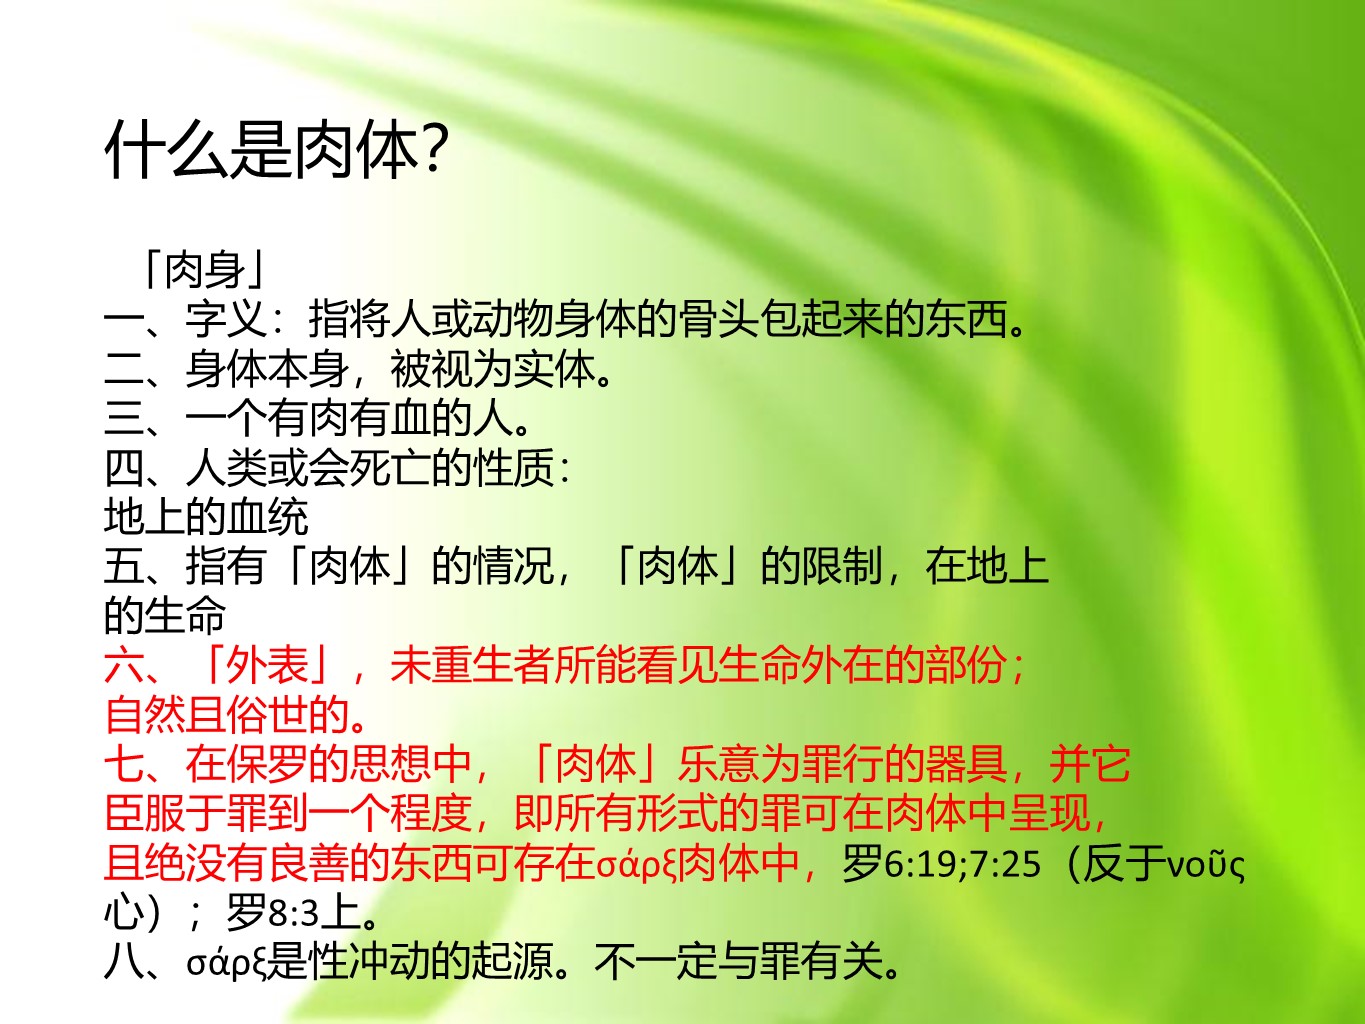 什么是肉体？
「肉身」
一、字义：指将人或动物身体的骨头包起来的东西。
二、身体本身，被视为实体。
三、一个有肉有血的人。
四、人类或会死亡的性质：
地上的血统
五、指有「肉体」的情况，「肉体」的限制，在地上
的生命
六、「外表」，未重生者所能看见生命外在的部份；
自然且俗世的。
七、在保罗的思想中，「肉体」乐意为罪行的器具，并它
臣服于罪到一个程度，即所有形式的罪可在肉体中呈现，
且绝没有良善的东西可存在σάρξ肉体中，罗6:19;7:25（反于νοῦς
心）；罗8:3上。
八、σάρξ是性冲动的起源。不一定与罪有关。